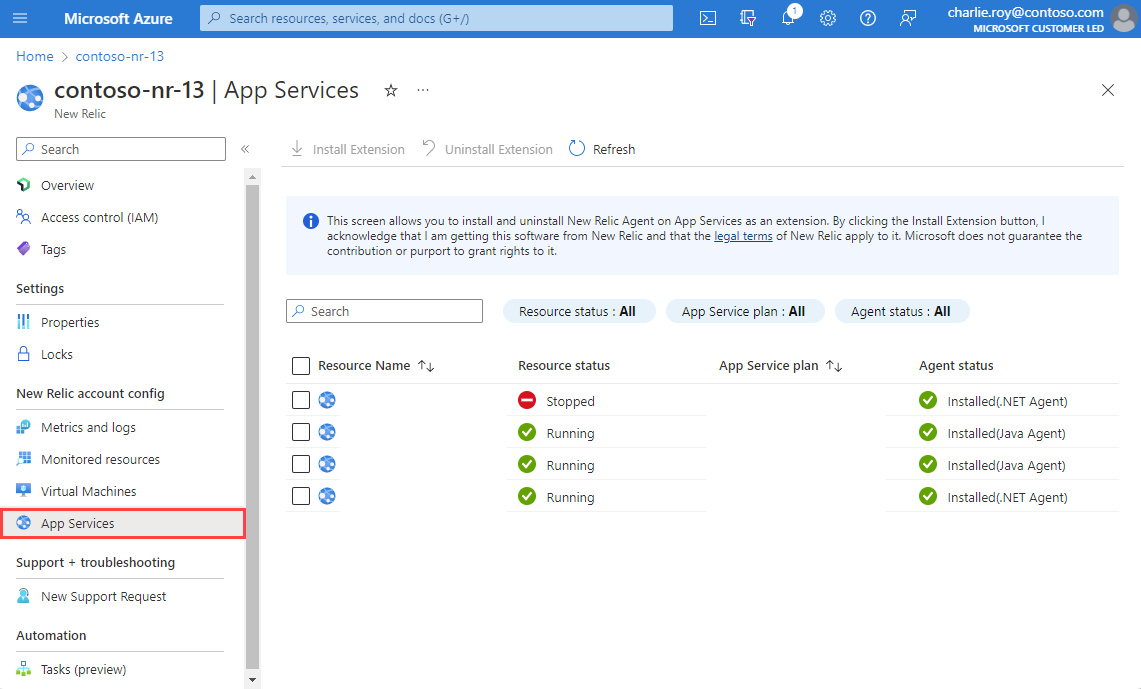 Microsoft Azure
Search resources, services, and docs (G+/)
1
charlie.roy@contoso.com
MICROSOFT CUSTOMER LED
Home > contoso-nr-13
contoso-nr-13 | App Services
New Relic
Search
Overview
Access control (IAM)
Tags
Settings
Properties
Locks
New Relic account config
Metrics and logs
Monitored resources
Virtual Machines
App Services
Support + troubleshooting
New Support Request
Automation
Tasks (preview)
Install Extension Uninstall Extension Refresh
This screen allows you to install and uninstall New Relic Agent on App Services as an extension. By clicking the Install Extension button, I
acknowledge that I am getting this software from New Relic and that the legal terms of New Relic apply to it. Microsoft does not guarantee the
contribution or purport to grant rights to it.
Search Resource status : All App Service plan : All Agent status : All
Resource Name Resource status App Service plan Agent status
Stopped Installed(.NET Agent)
Running Installed(Java Agent)
Running Installed(Java Agent)
Running Installed(.NET Agent)